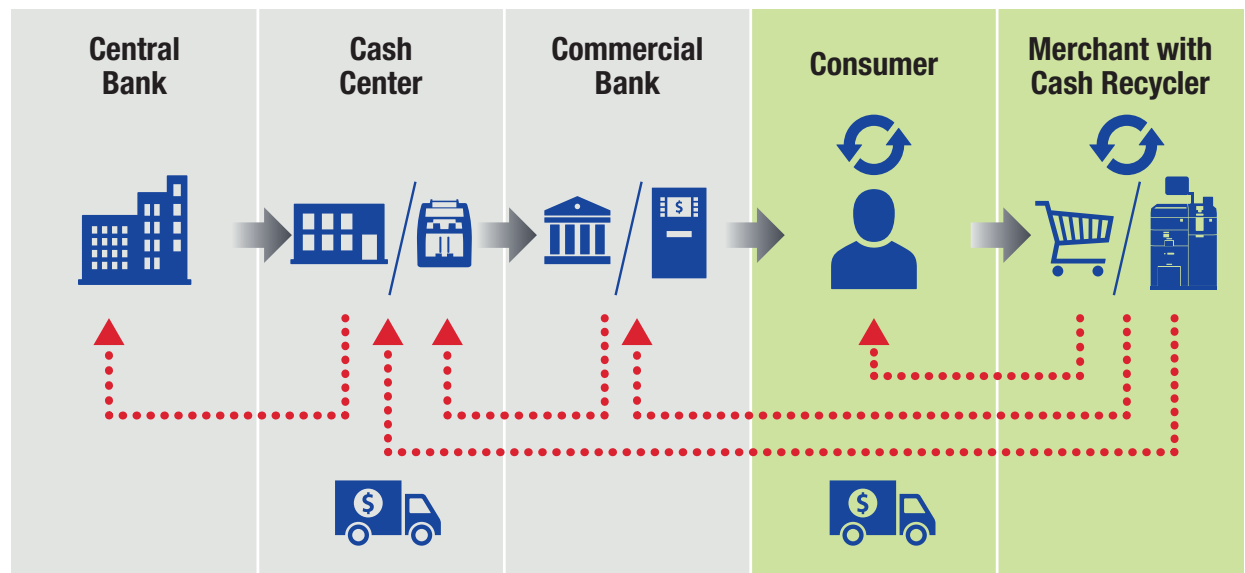 Central
Bank
Cash
Center
Commercial
Bank
Consumer
Merchant with
Cash Recycler
$
$
$